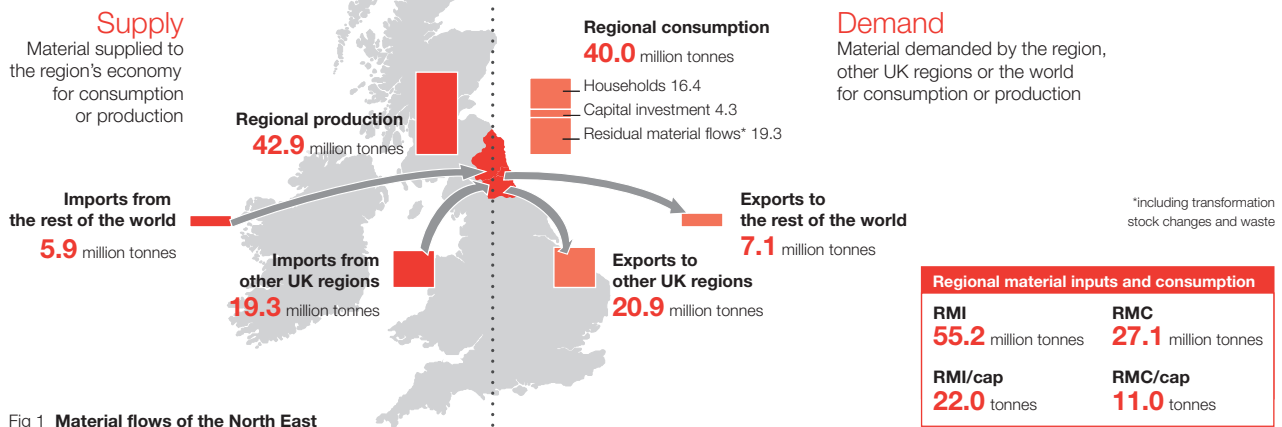 Supply
Material supplied to
the region's economy
for consumption
or production
Regional production
42.9 million tonnes
Imports from
the rest of the world
5.9 million tonnes
Imports from
other UK regions
19.3 million tonnes
Regional consumption
40.0 million tonnes
Households 16.4
Capital investment 4.3
Residual material flows* 19.3
Exports to
other UK regions
20.9 million tonnes
Exports to
the rest of the world
7.1 million tonnes
Demand
Material demanded by the region,
other UK regions or the world
for consumption or production
*including transformation
stock changes and waste
Regional material inputs and consumption
RMI
55.2 million tonnes
RMC
27.1 million tonnes
RMI/cap
22.0 tonnes
RMC/cap
11.0 tonnes
Fig 1 Material flows of the North East